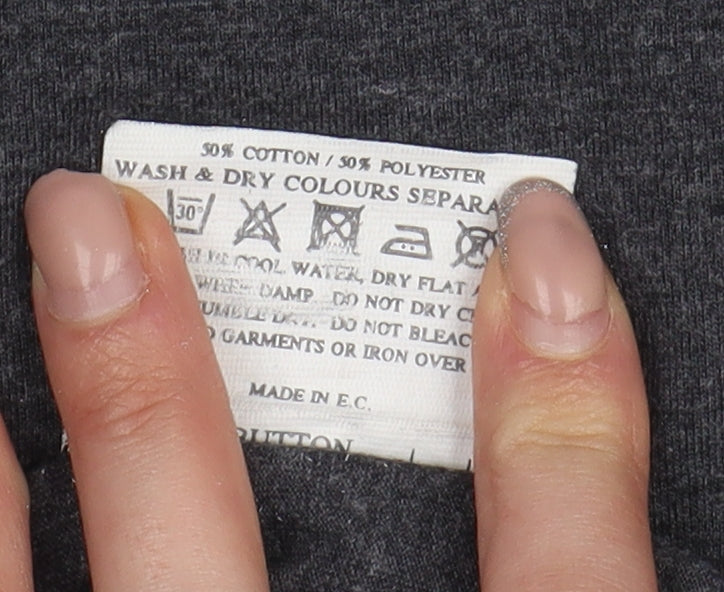 50% COTTON / 50% POLYESTER
WASH & DRY COLOURS SEPARA
30°
COOL WATER, DRY FLAT
DAMP DO NOT DRY
DO NOT BLEAC
GARMENTS OR IRON OVER
MADE IN E.C.
BUTTON